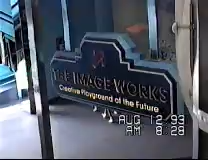 THE IMAGE WORKS
Creative Playground of the Future
AUG 12 93
AM 8:28